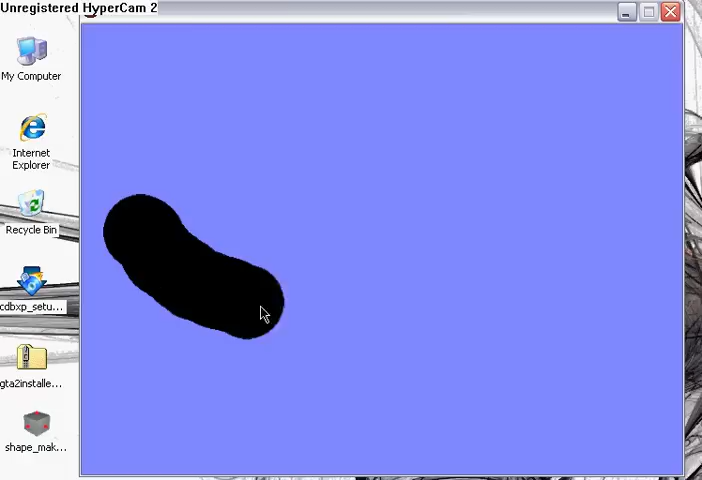 Unregistered HyperCam 2
My Computer
Internet
Explorer
Recycle Bin
cdbxp_setu...
gta2installe...
shape_mak...